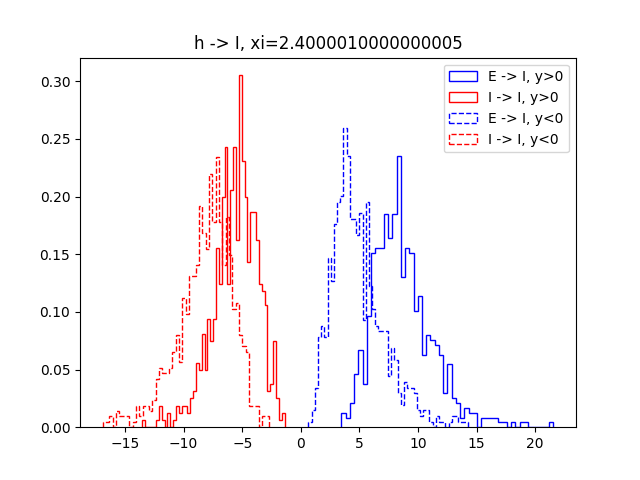 h -> I, xi=2.4000010000000005
E -> I, y>0
I -> I, y>0
E -> I, y<0
I -> I, y<0
0.30
0.25
0.20
0.15
0.10
0.05
0.00
−15 −10 −5 0 5 10 15 20